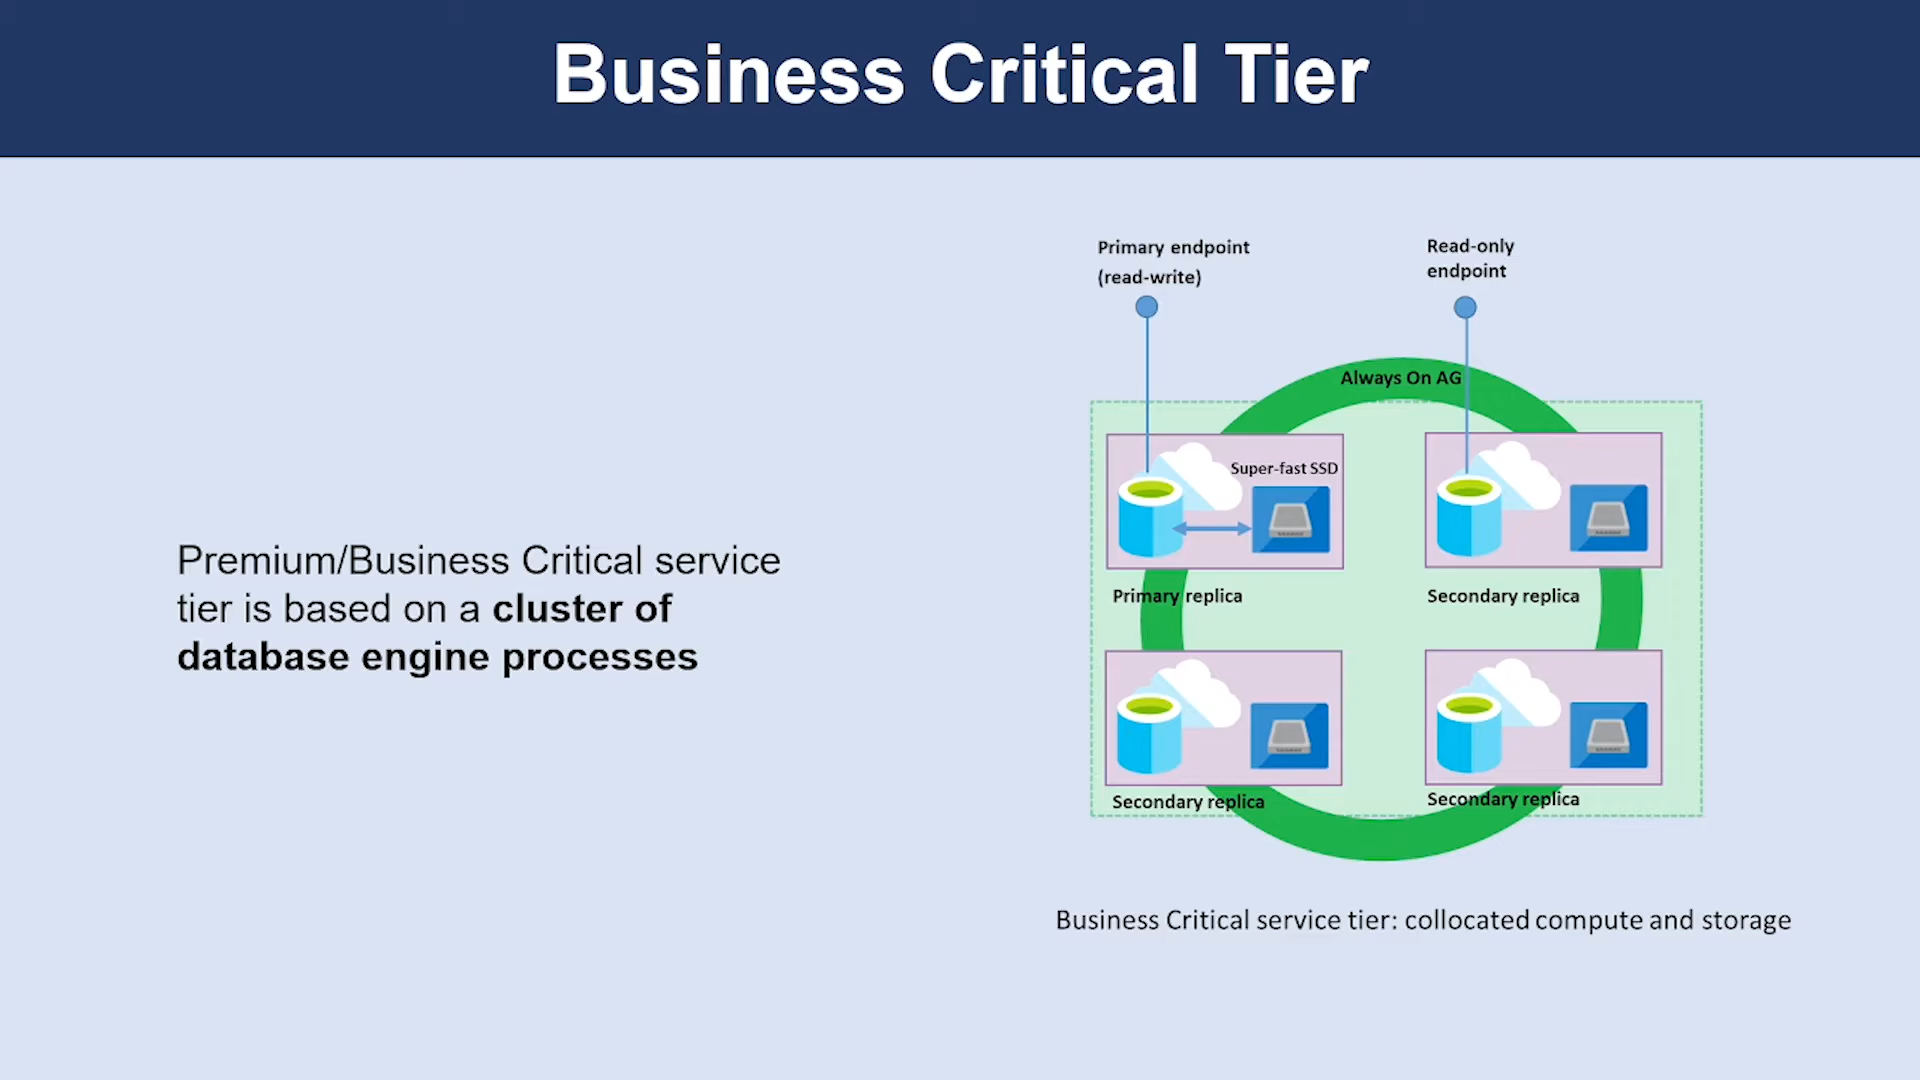 Business Critical Tier
Premium/Business Critical service
tier is based on a cluster of
database engine processes
Primary endpoint
(read-write)
Read-only
endpoint
Always On AG
Super-fast SSD
Primary replica
Secondary replica
Secondary replica
Secondary replica
Business Critical service tier: collocated compute and storage